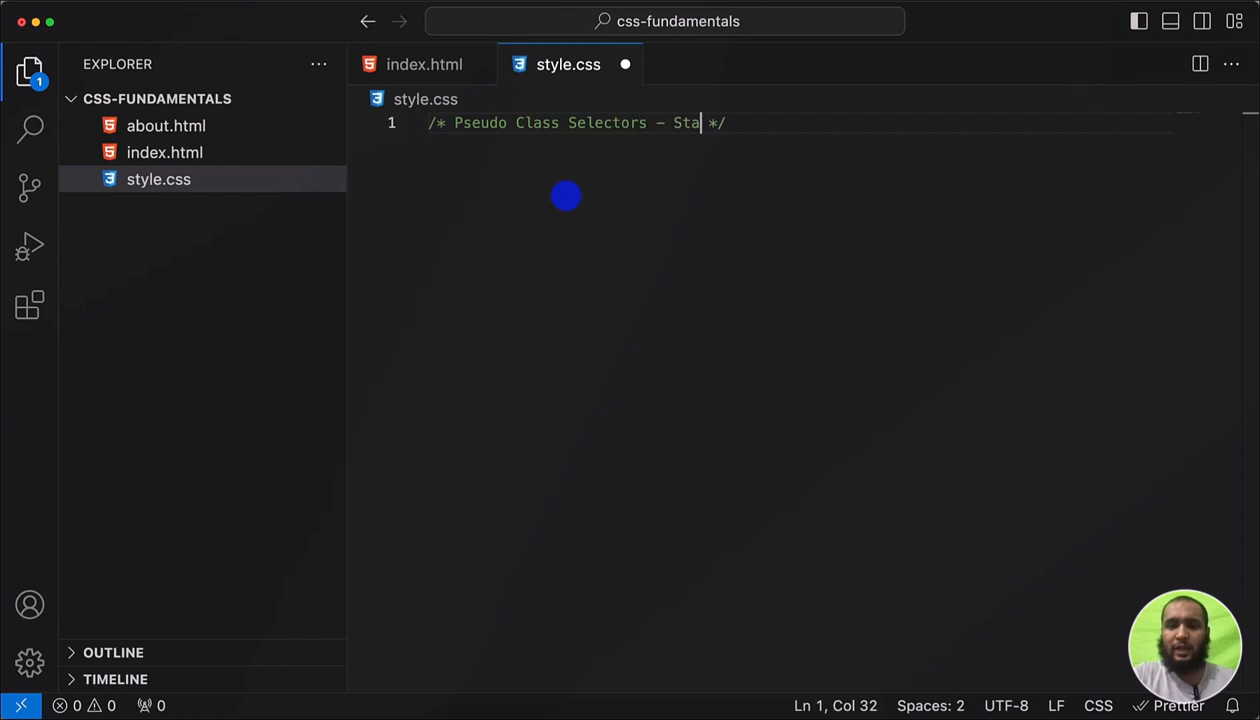 css-fundamentals
EXPLORER
index.html
style.css
CSS-FUNDAMENTALS
style.css
about.html
1 /* Pseudo Class Selectors - Sta */
index.html
style.css
1
OUTLINE
TIMELINE
0 0 0
Ln 1, Col 32
Spaces: 2
UTF-8
LF
CSS
Prettier